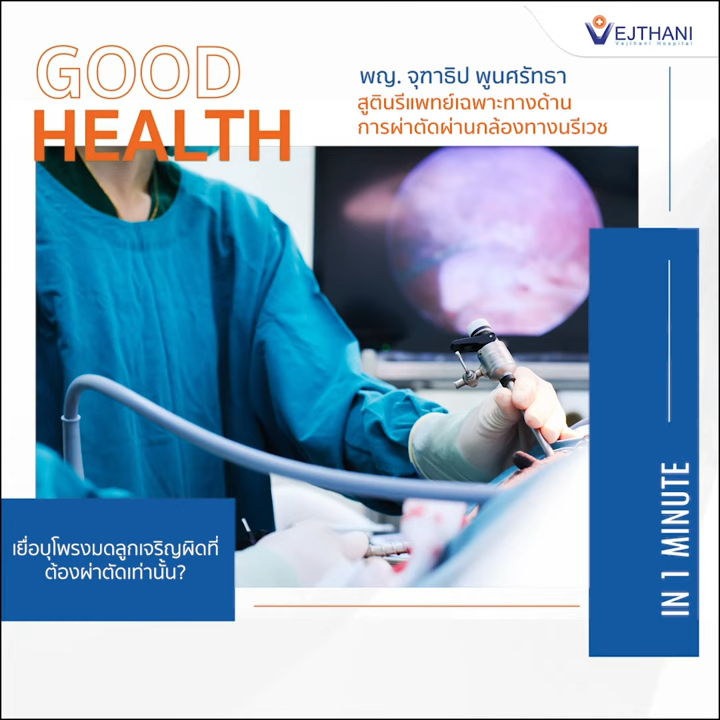 VEJTHANI
Vejthani Hospital
GOOD
HEALTH
พญ. จุฑาธิป พูนศรัทธา
สูตินรีแพทย์เฉพาะทางด้าน
การผ่าตัดผ่านกล้องทางนรีเวช
เยื่อบุโพรงมดลูกเจริญผิดที่
ต้องผ่าตัดเท่านั้น?
IN 1 MINUTE